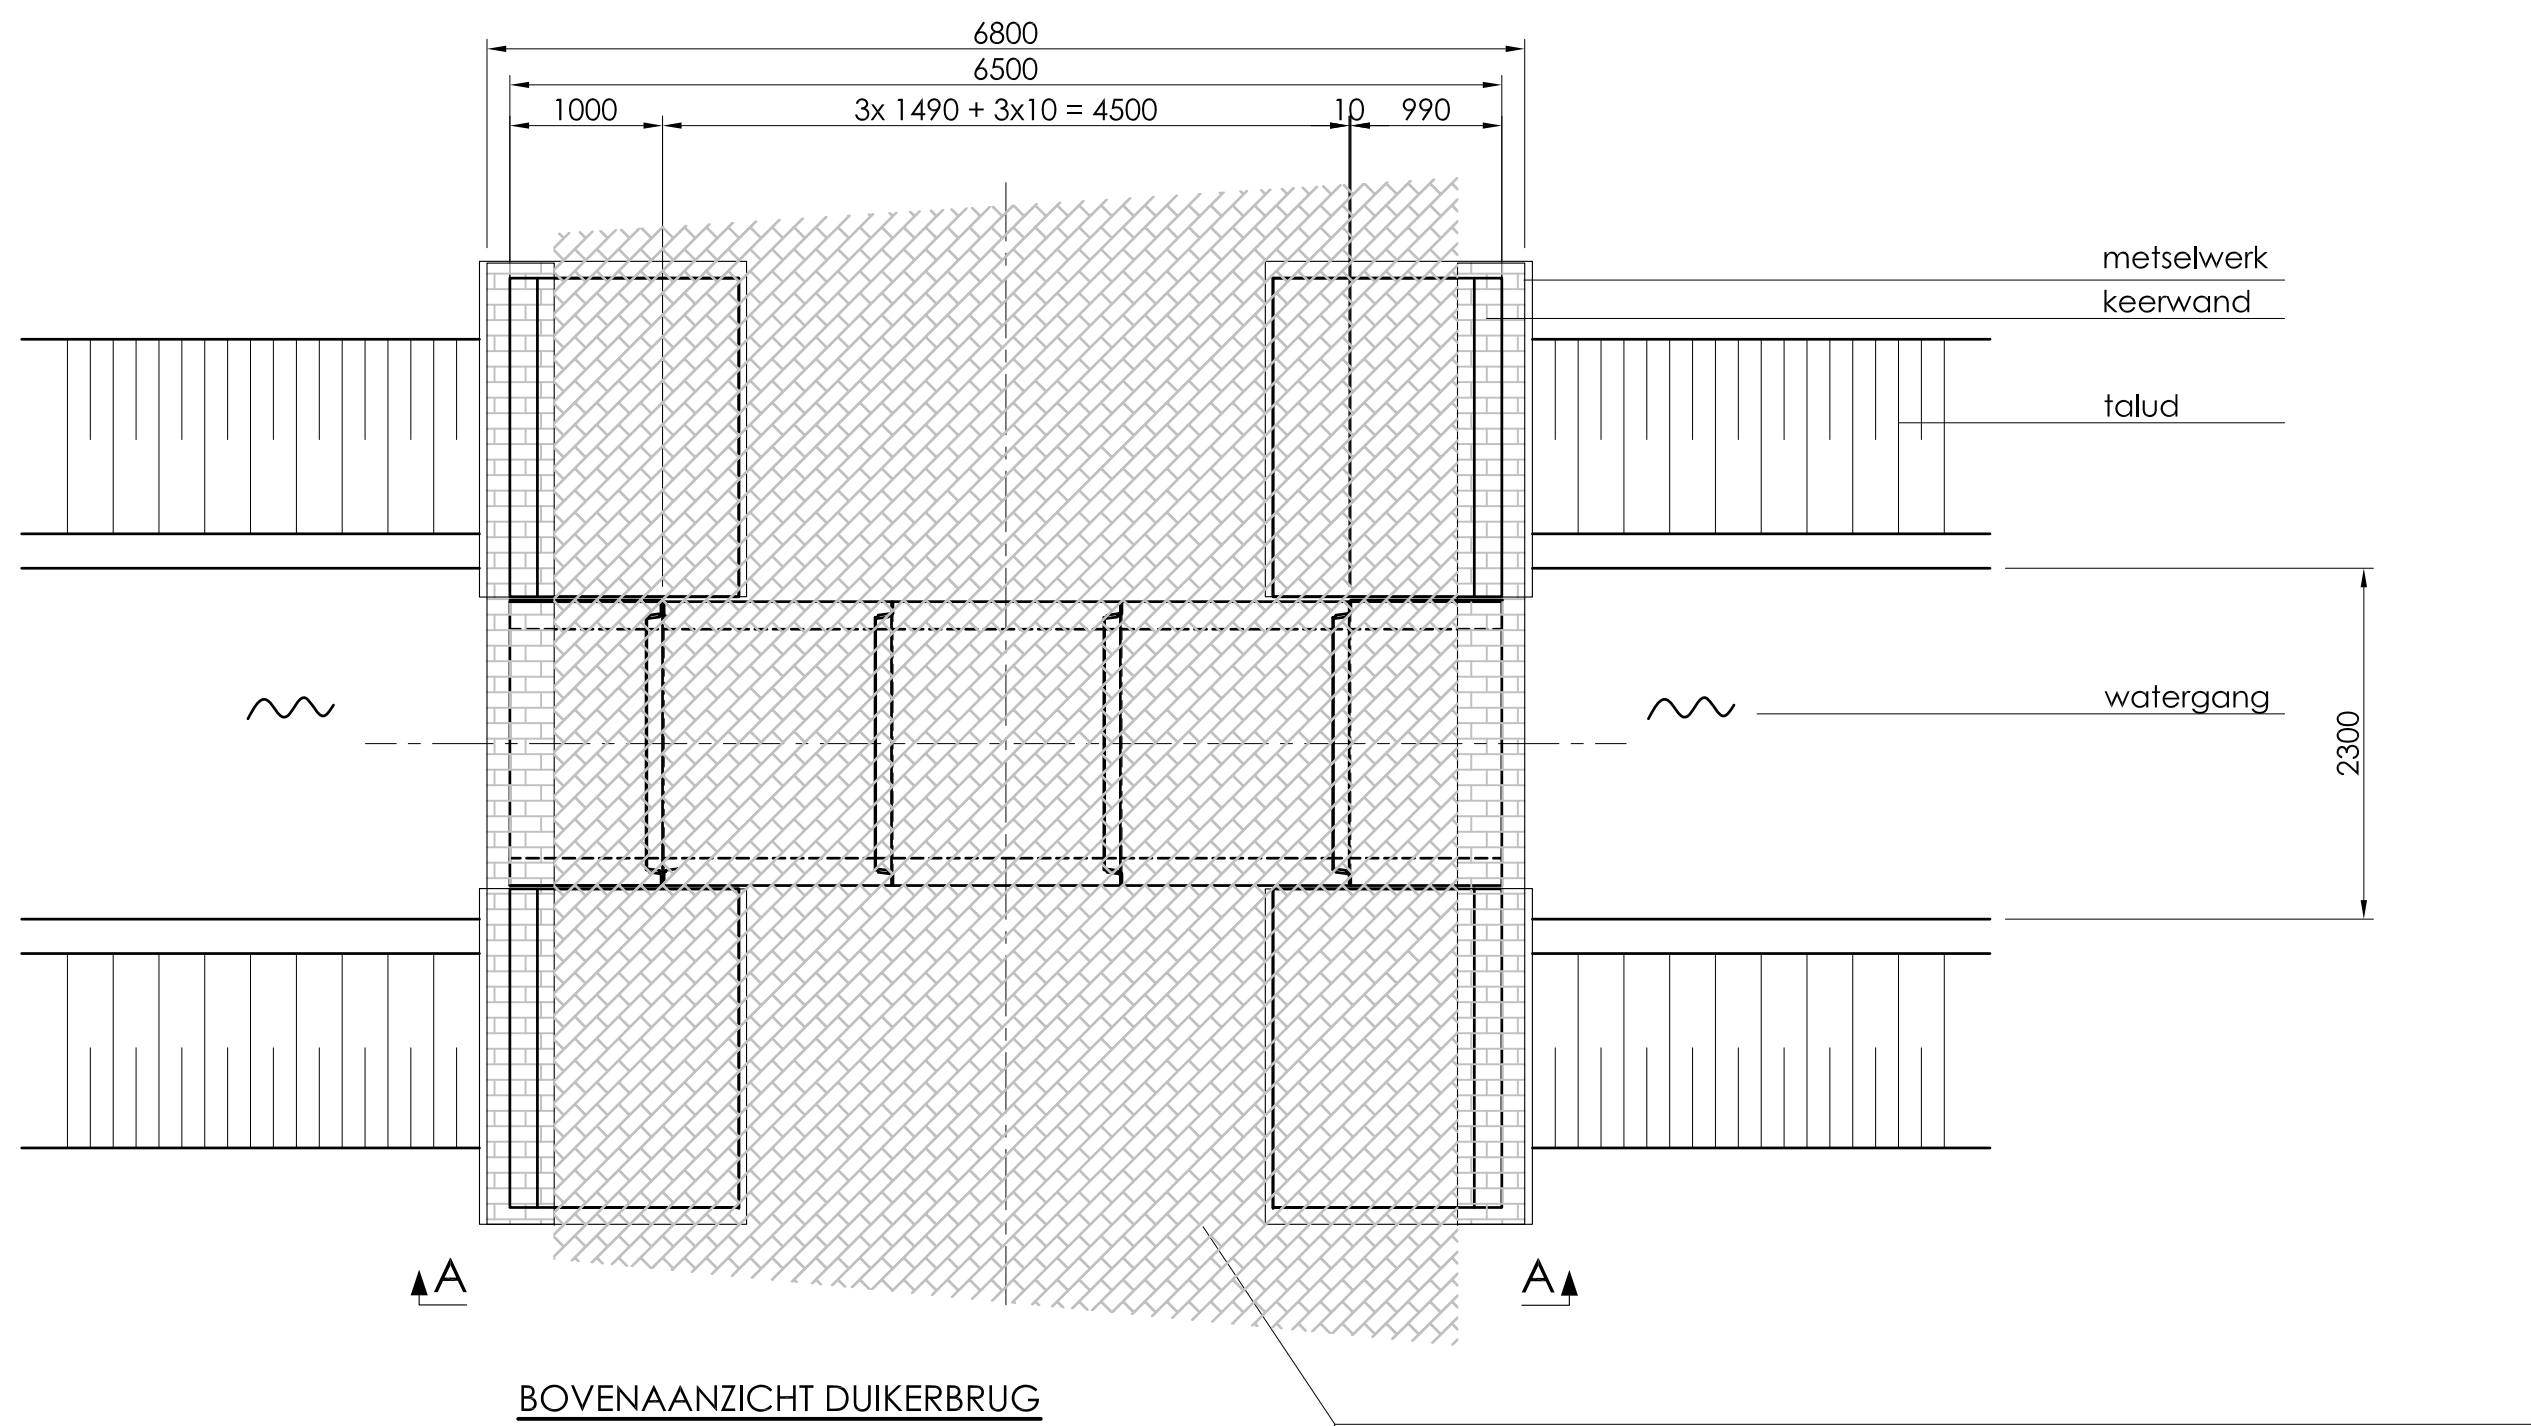 6800
6500
1000 3x 1490 + 3x10 = 4500 10 990
metselwerk
keerwand
talud
watergang
2300
A A
BOVENAANZICHT DUIKERBRUG